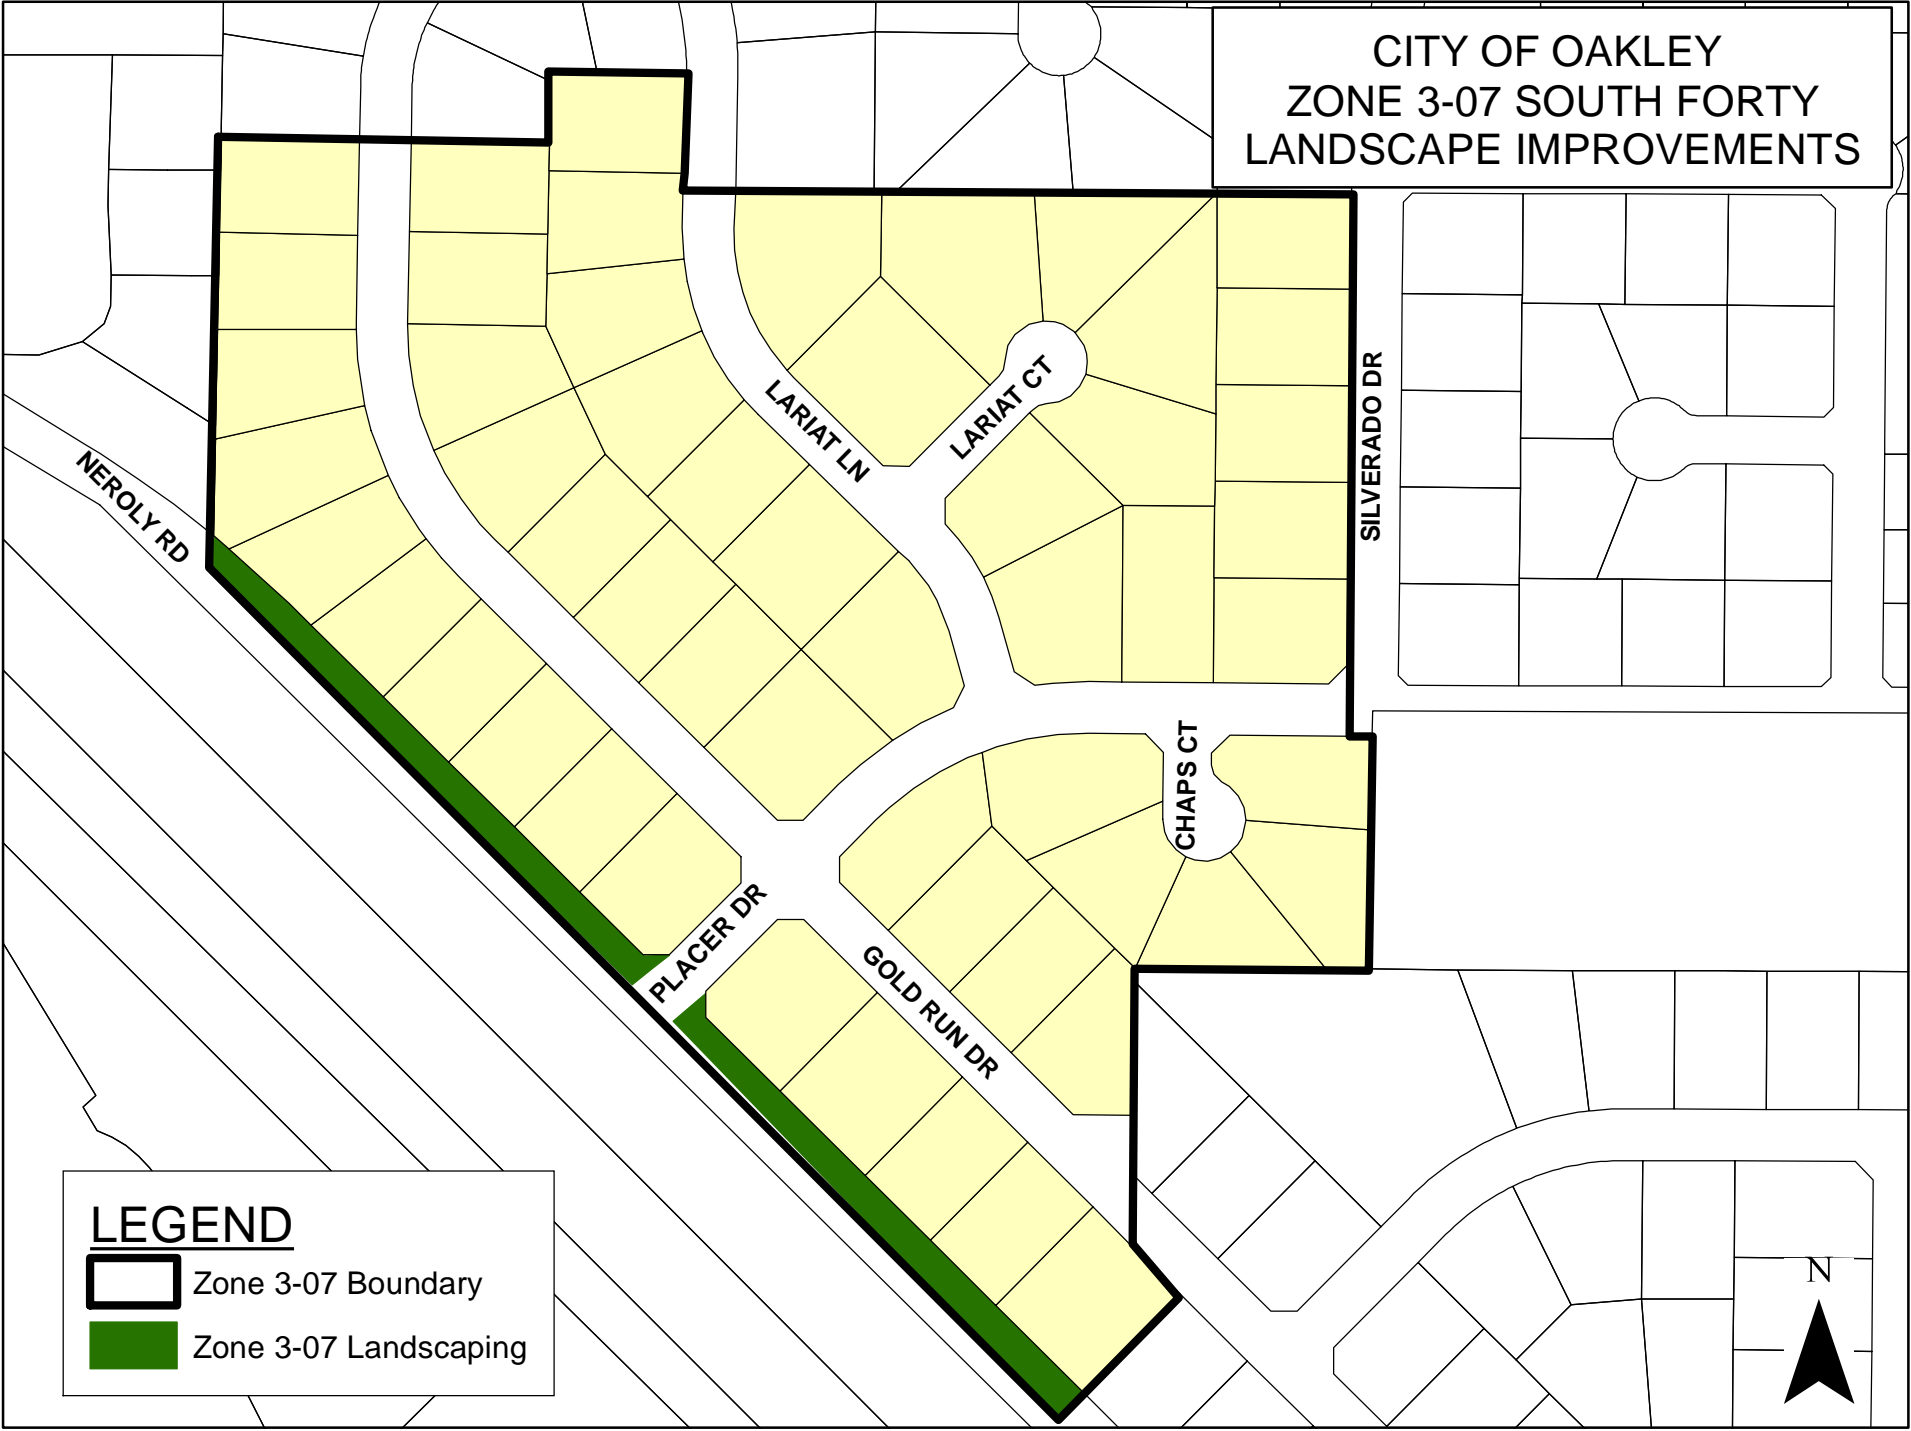 CITY OF OAKLEY
ZONE 3-07 SOUTH FORTY
LANDSCAPE IMPROVEMENTS
LARIAT LN
LARIAT CT
SILVERADO DR
NEROLY RD
CHAPS CT
PLACER DR
GOLD RUN DR
LEGEND
Zone 3-07 Boundary
Zone 3-07 Landscaping
N